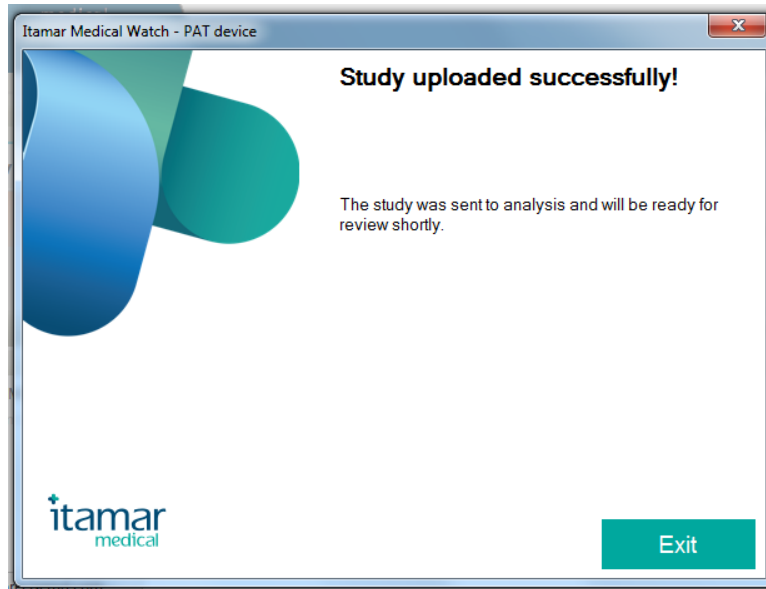 Itamar Medical Watch - PAT device
Study uploaded successfully!
The study was sent to analysis and will be ready for
review shortly.
itamar
medical
Exit